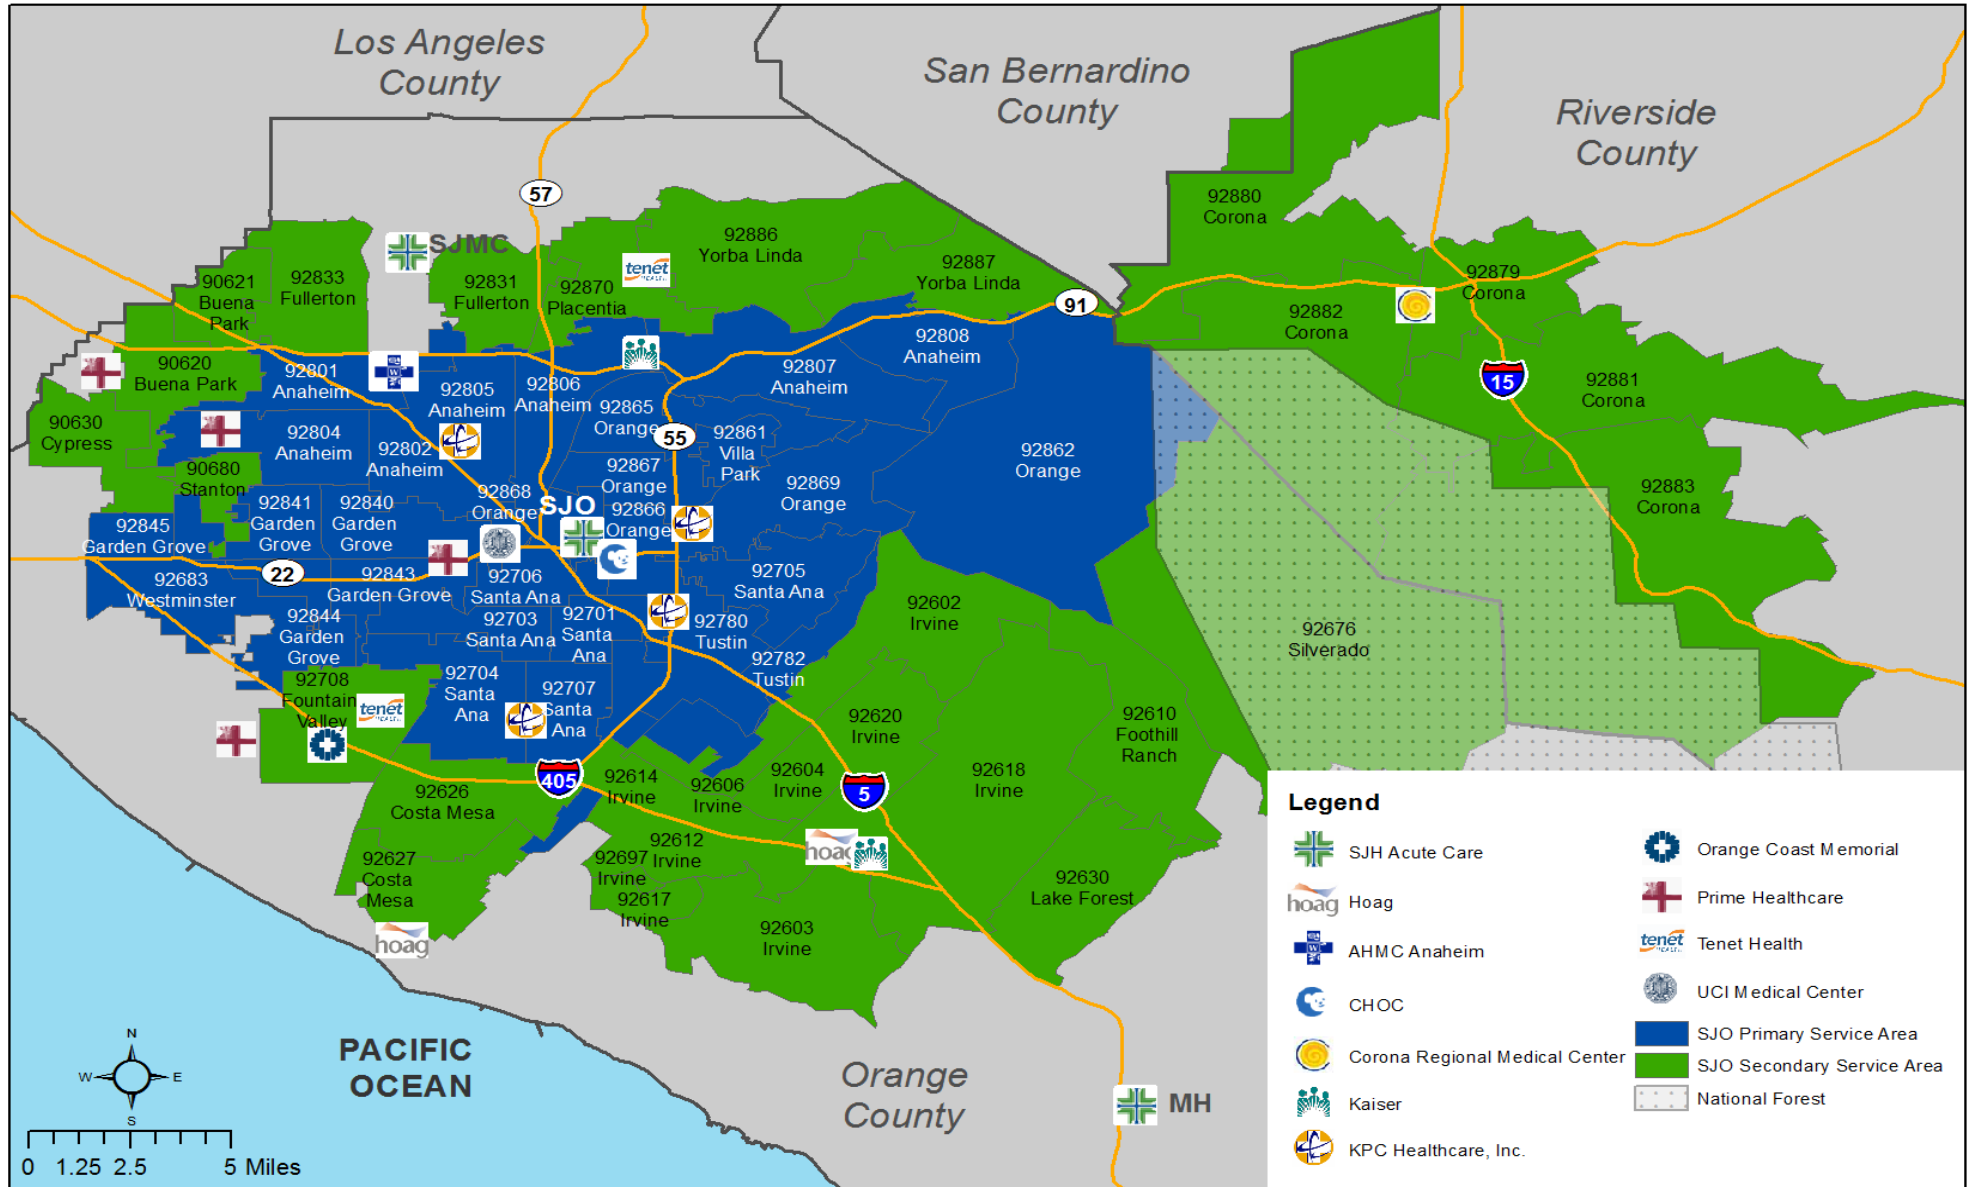 Los Angeles
County
San Bernardino
County
Riverside
County
57
SJMC
92880
Corona
92886
Yorba Linda
92887
Yorba Linda
90621
Buena
Park
92833
Fullerton
92831
Fullerton
92870
Placentia
tenet
HEALTH
91
92879
Corona
92882
Corona
90620
Buena Park
92801
Anaheim
W
92805
Anaheim
92806
Anaheim
92807
Anaheim
92808
Anaheim
15
92881
Corona
90630
Cypress
92804
Anaheim
92802
Anaheim
92865
Orange
55
92861
Villa
Park
92862
Orange
90680
Stanton
92867
Orange
92869
Orange
92883
Corona
92841
Garden
Grove
92840
Garden
Grove
92868
Orange
SJO
92866
Orange
92845
Garden Grove
22
92843
Garden Grove
92706
Santa Ana
92705
Santa Ana
92683
Westminster
92844
Garden
Grove
92703
Santa Ana
92701
Santa
Ana
92780
Tustin
92602
Irvine
92676
Silverado
92782
Tustin
92704
Santa
Ana
92707
Santa
Ana
92708
Fountain
Valley
tenet
HEALTH
92620
Irvine
92610
Foothill
Ranch
405
92614
Irvine
92606
Irvine
92604
Irvine
5
92618
Irvine
92626
Costa Mesa
92612
Irvine
hoag
92697
Irvine
92627
Costa
Mesa
92617
Irvine
92603
Irvine
92630
Lake Forest
hoag
PACIFIC
OCEAN
Orange
County
MH
N
W
E
S
0 1.25 2.5 5 Miles
Legend
SJH Acute Care
hoag
Hoag
W
AHMC Anaheim
CHOC
Corona Regional Medical Center
Kaiser
KPC Healthcare, Inc.
Orange Coast Memorial
Prime Healthcare
tenet
HEALTH
Tenet Health
UCI Medical Center
SJO Primary Service Area
SJO Secondary Service Area
National Forest